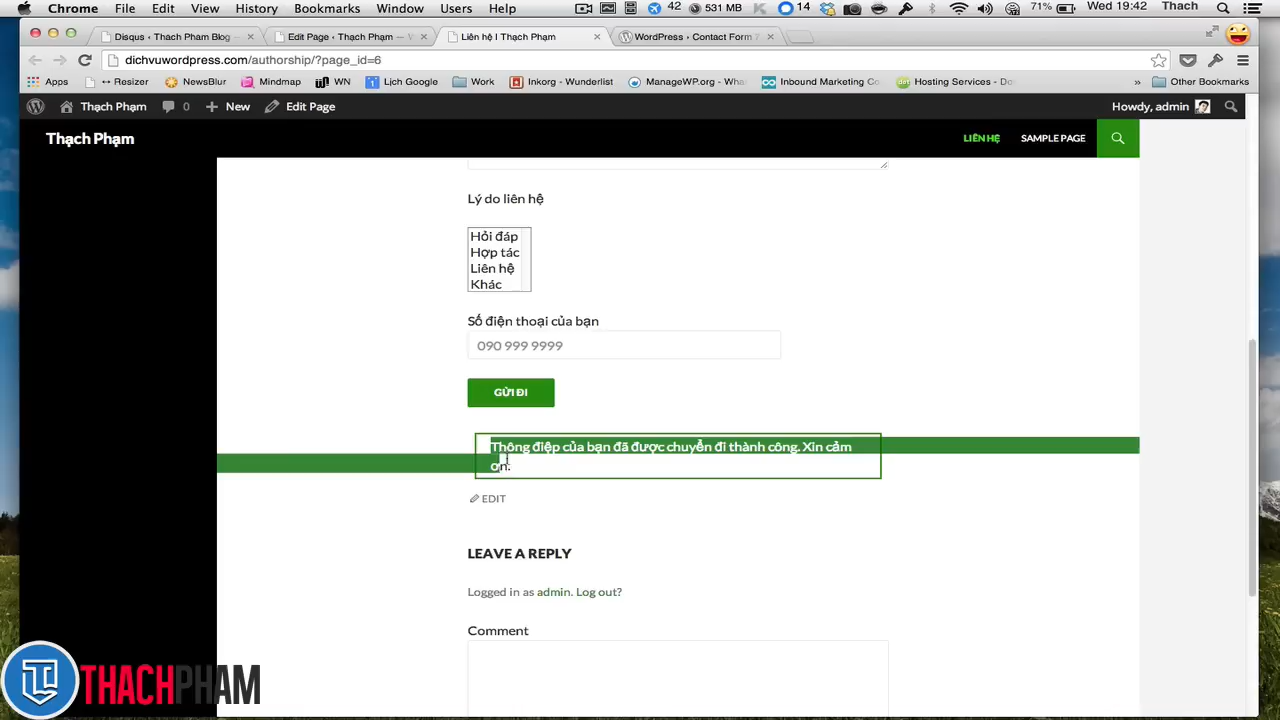 Chrome File Edit View History Bookmarks Window Users Help 42 531 MB 14 71% Wed 19:42 Thach
Disqus · Thach Pham Blog Edit Page ‹ Thạch Phạm — Liên hệ | Thạch Phạm WordPress › Contact Form 7
dichvuwordpress.com/authorship/?page_id=6
Apps ↔ Resizer NewsBlur Mindmap WN Lịch Google Work Inkorg - Wunderlist ManageWP.org - Wha Inbound Marketing Co Hosting Services - De » Other Bookmarks
Thạch Phạm 0 New Edit Page Howdy, admin
Thạch Phạm LIÊN HỆ SAMPLE PAGE
Lý do liên hệ
Hỏi đáp
Hợp tác
Liên hệ
Khác
Số điện thoại của bạn
090 999 9999
GỬI ĐI
Thông điệp của bạn đã được chuyển đi thành công. Xin cảm
ơn.
EDIT
LEAVE A REPLY
Logged in as admin. Log out?
Comment
THACHPHAM